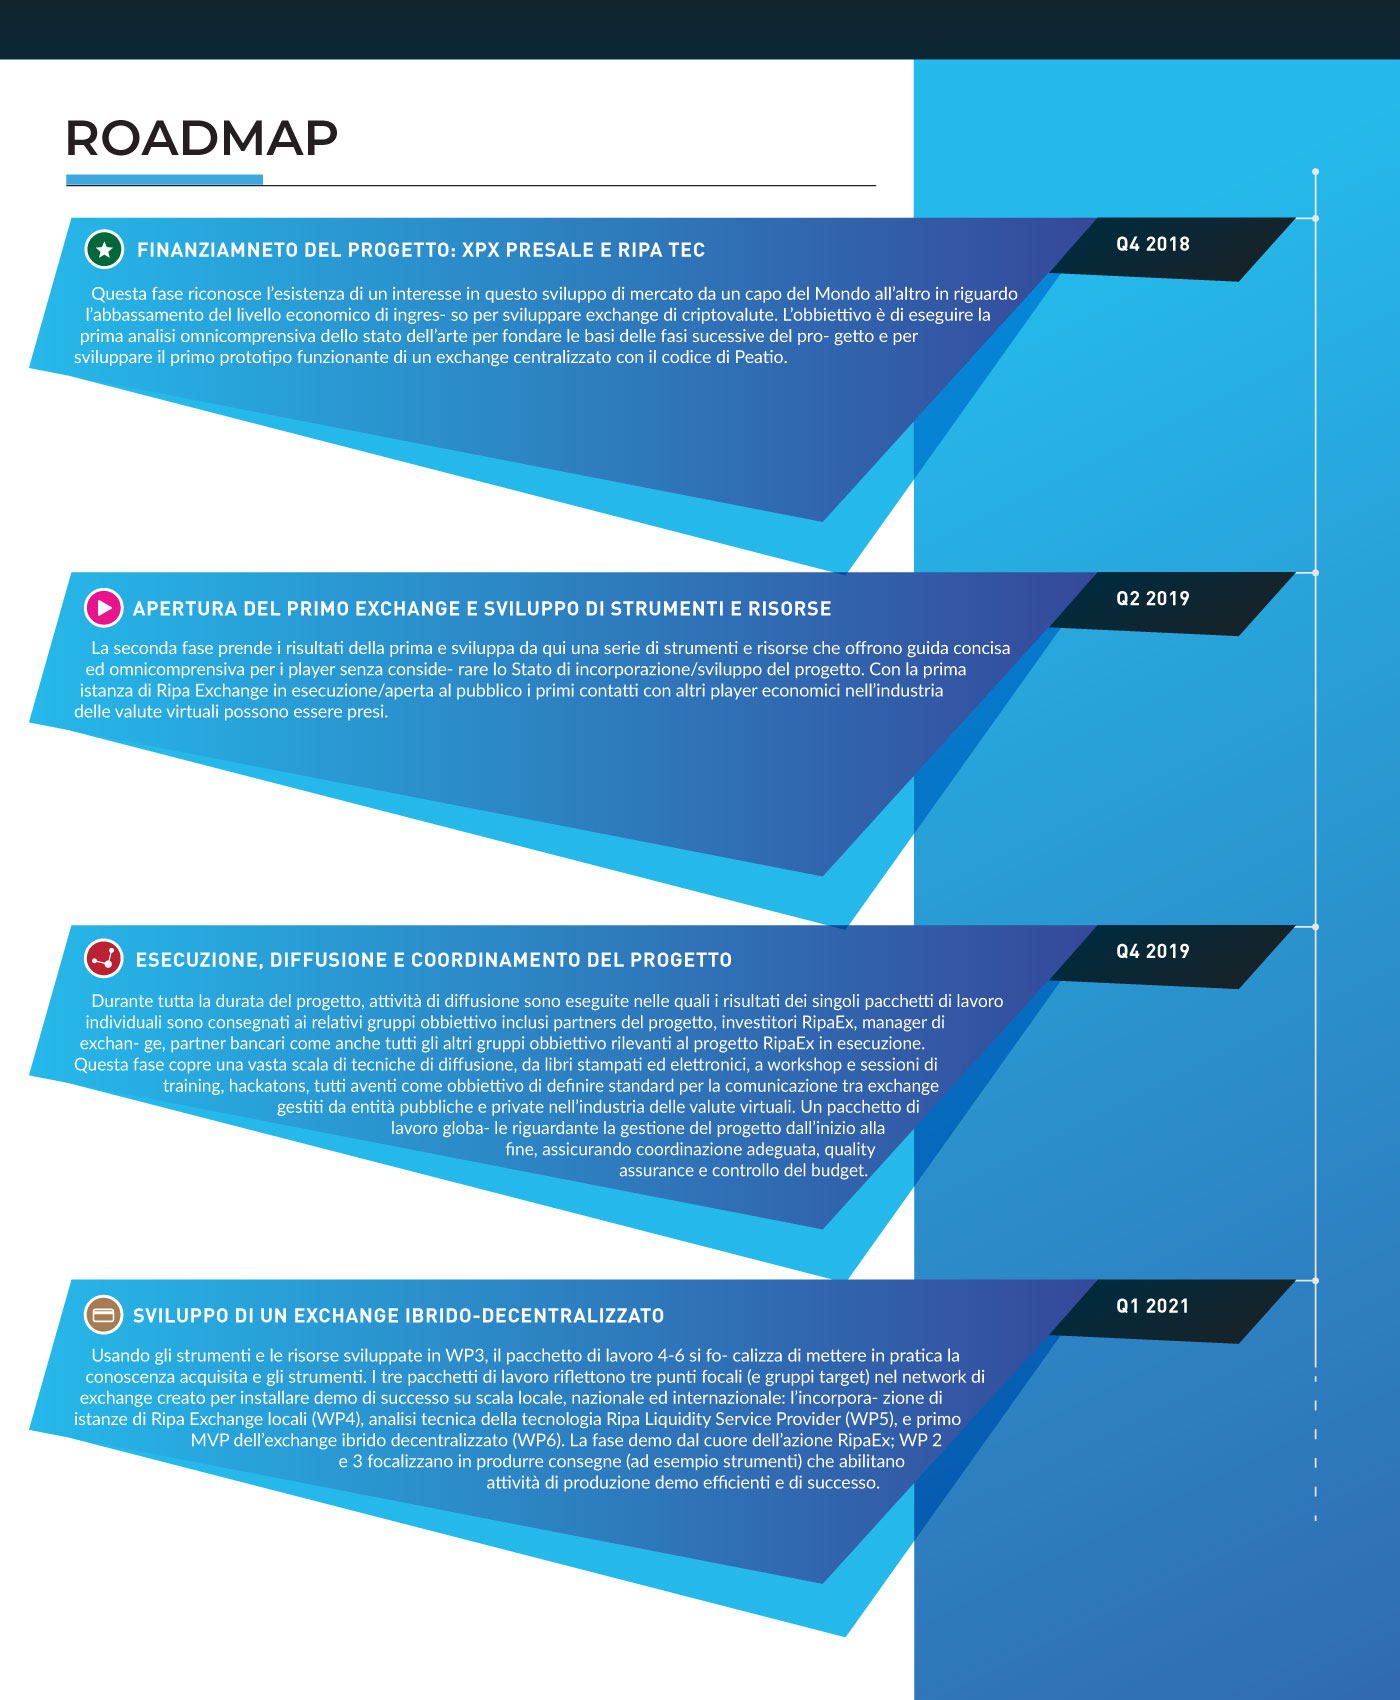 ROADMAP
FINANZIAMNETO DEL PROGETTO: XPX PRESALE E RIPA TEC
Q4 2018
Questa fase riconosce l'esistenza di un interesse in questo sviluppo di mercato da un capo del Mondo all'altro in riguardo
l'abbassamento del livello economico di ingres- so per sviluppare exchange di criptovalute. L'obbiettivo è di eseguire la
prima analisi omnicomprensiva dello stato dell'arte per fondare le basi delle fasi sucessive del pro- getto e per
sviluppare il primo prototipo funzionante di un exchange centralizzato con il codice di Peatio.
APERTURA DEL PRIMO EXCHANGE E SVILUPPO DI STRUMENTI E RISORSE
Q2 2019
La seconda fase prende i risultati della prima e sviluppa da qui una serie di strumenti e risorse che offrono guida concisa
ed omnicomprensiva per i player senza conside- rare lo Stato di incorporazione/sviluppo del progetto. Con la prima
istanza di Ripa Exchange in esecuzione/aperta al pubblico i primi contatti con altri player economici nell'industria
delle valute virtuali possono essere presi.
ESECUZIONE, DIFFUSIONE E COORDINAMENTO DEL PROGETTO
Q4 2019
Durante tutta la durata del progetto, attività di diffusione sono eseguite nelle quali i risultati dei singoli pacchetti di lavoro
individuali sono consegnati ai relativi gruppi obbiettivo inclusi partners del progetto, investitori RipaEx, manager di
exchan- ge, partner bancari come anche tutti gli altri gruppi obbiettivo rilevanti al progetto RipaEx in esecuzione.
Questa fase copre una vasta scala di tecniche di diffusione, da libri stampati ed elettronici, a workshop e sessioni di
training, hackatons, tutti aventi come obbiettivo di definire standard per la comunicazione tra exchange
gestiti da entità pubbliche e private nell'industria delle valute virtuali. Un pacchetto di
lavoro globa- le riguardante la gestione del progetto dall'inizio alla
fine, assicurando coordinazione adeguata, quality
assurance e controllo del budget.
SVILUPPO DI UN EXCHANGE IBRIDO-DECENTRALIZZATO
Q1 2021
Usando gli strumenti e le risorse sviluppate in WP3, il pacchetto di lavoro 4-6 si fo- calizza di mettere in pratica la
conoscenza acquisita e gli strumenti. I tre pacchetti di lavoro riflettono tre punti focali (e gruppi target) nel network di
exchange creato per installare demo di successo su scala locale, nazionale ed internazionale: l'incorpora- zione di
istanze di Ripa Exchange locali (WP4), analisi tecnica della tecnologia Ripa Liquidity Service Provider (WP5), e primo
MVP dell'exchange ibrido decentralizzato (WP6). La fase demo dal cuore dell'azione RipaEx; WP 2
e 3 focalizzano in produrre consegne (ad esempio strumenti) che abilitano
attività di produzione demo efficienti e di successo.